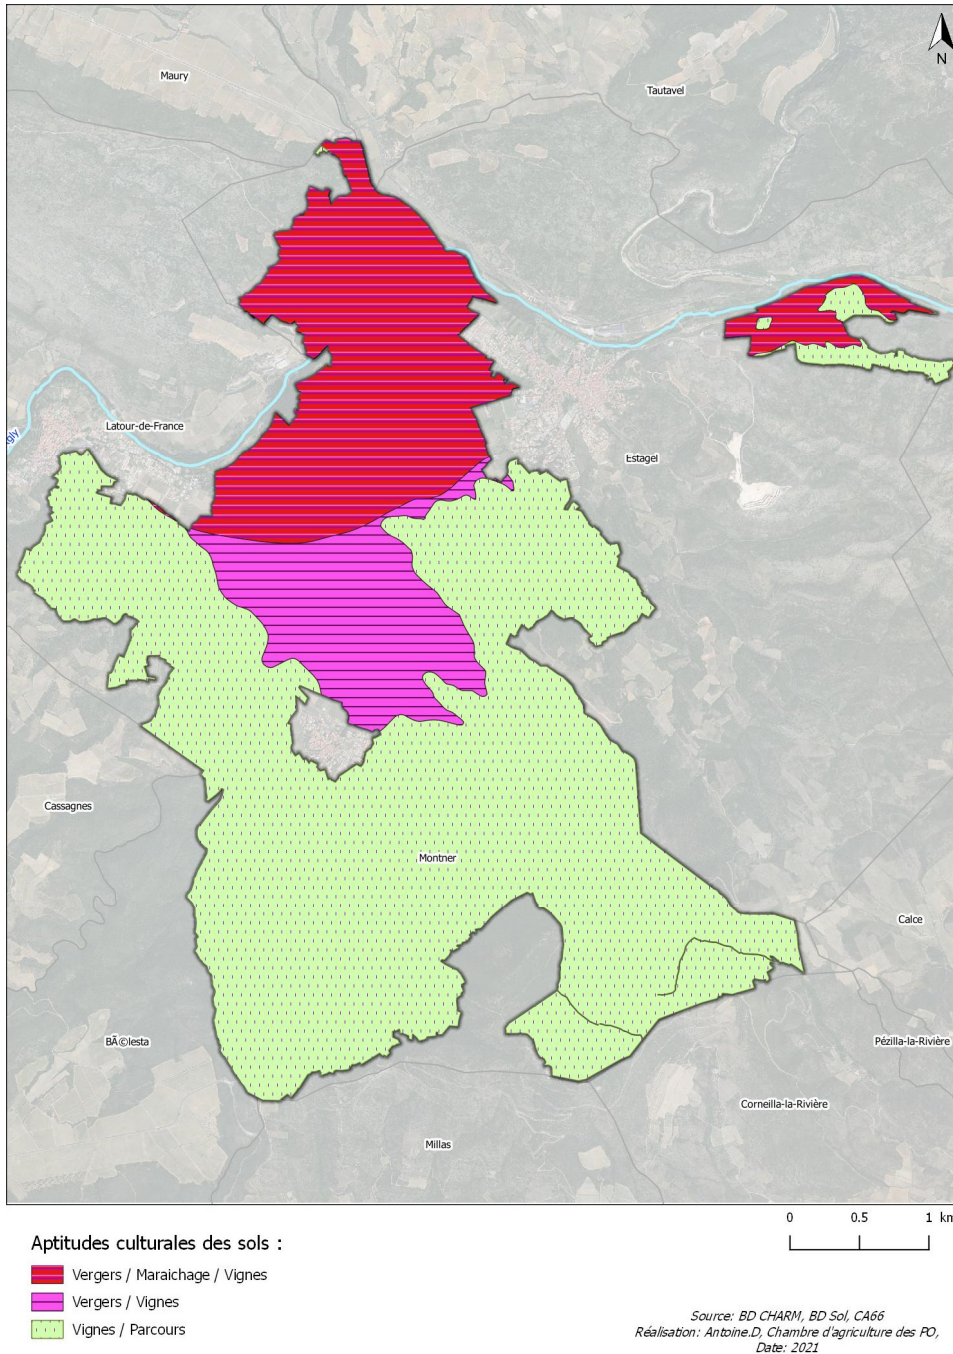 N
Maury
Tautavel
Latour-de-France
Estagel
Cassagnes
Montner
Calce
BÃ©lesta
Pézilla-la-Rivière
Corneilla-la-Rivière
Millas
0 0.5 1 km
Aptitudes culturales des sols :
Vergers / Maraichage / Vignes
Vergers / Vignes
Vignes / Parcours
Source: BD CHARM, BD Sol, CA66
Réalisation: Antoine.D, Chambre d'agriculture des PO,
Date: 2021